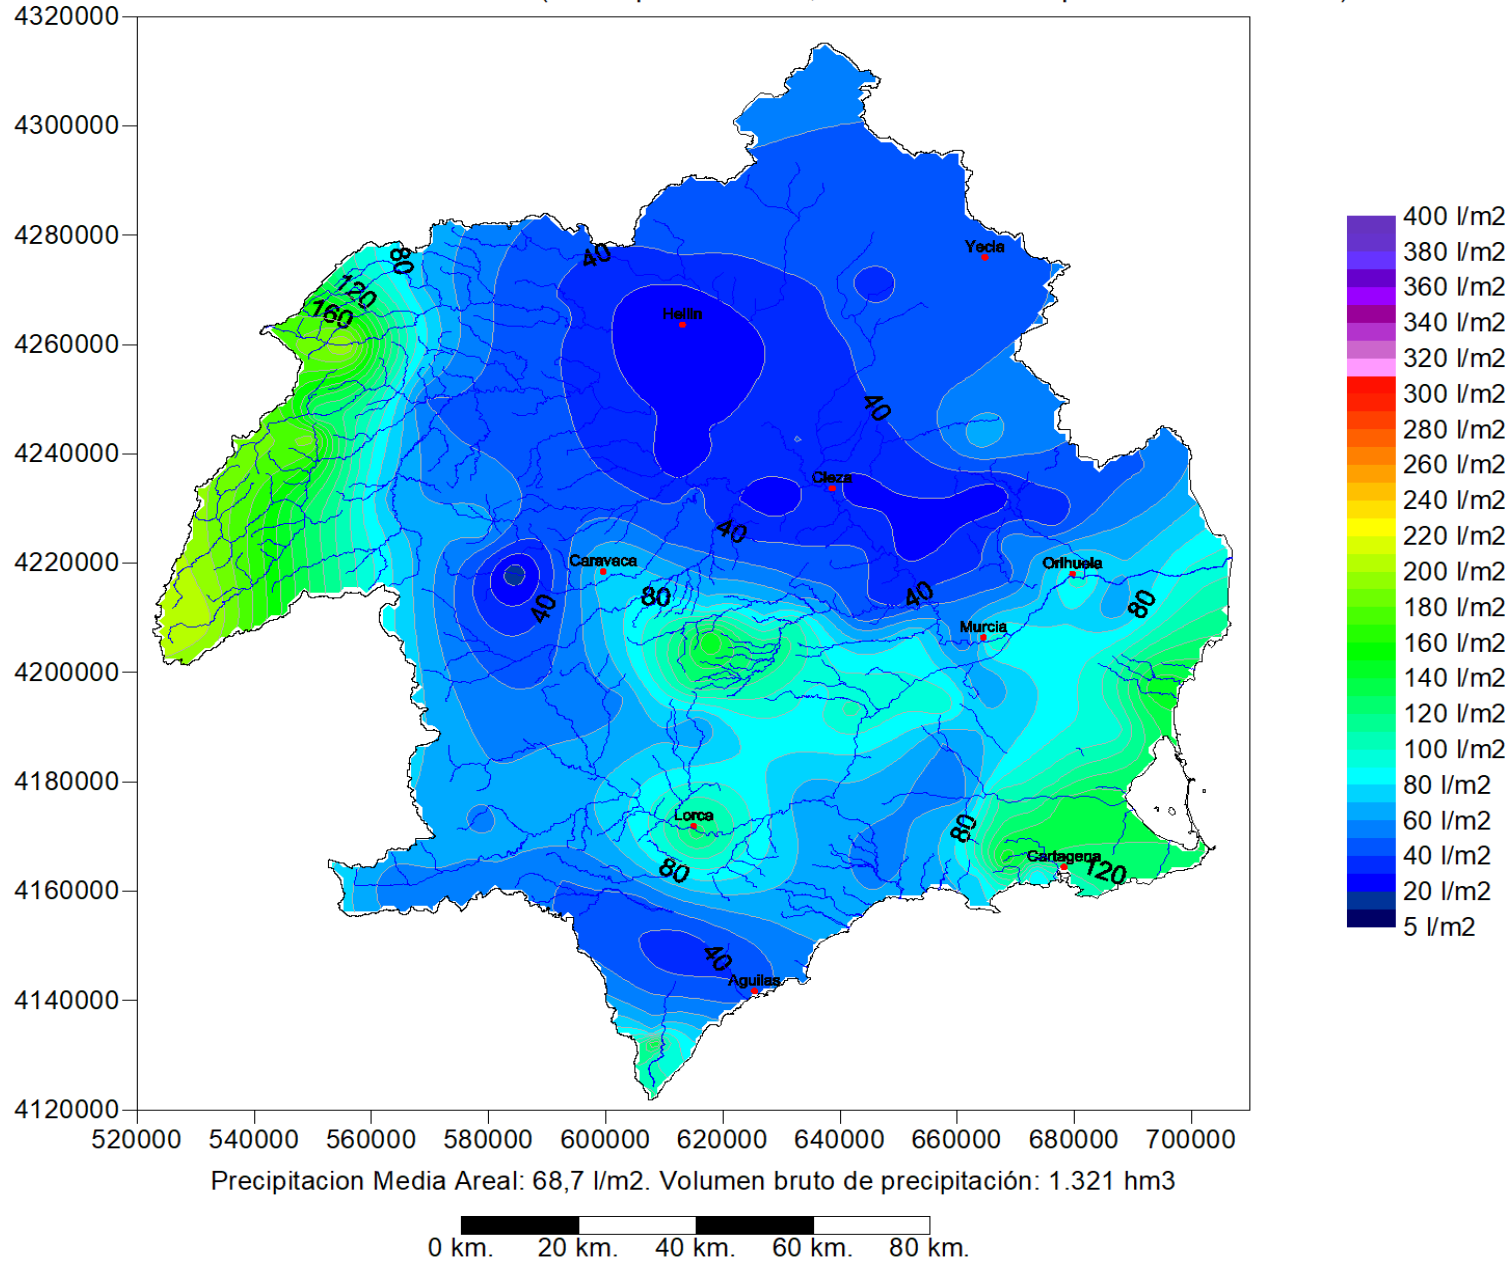 4320000
4300000
4280000
4260000
4240000
4220000
4200000
4180000
4160000
4140000
4120000
520000 540000 560000 580000 600000 620000 640000 660000 680000 700000
80
120
160
40
Yecla
Hellin
40
Cieza
40
Caravaca
Orihuela
40
80
40
80
Murcia
Lorca
80
80
Cartagena
120
40
Aguilas
400 l/m2
380 l/m2
360 l/m2
340 l/m2
320 l/m2
300 l/m2
280 l/m2
260 l/m2
240 l/m2
220 l/m2
200 l/m2
180 l/m2
160 l/m2
140 l/m2
120 l/m2
100 l/m2
80 l/m2
60 l/m2
40 l/m2
20 l/m2
5 l/m2
Precipitacion Media Areal: 68,7 l/m2. Volumen bruto de precipitación: 1.321 hm3
0 km. 20 km. 40 km. 60 km. 80 km.